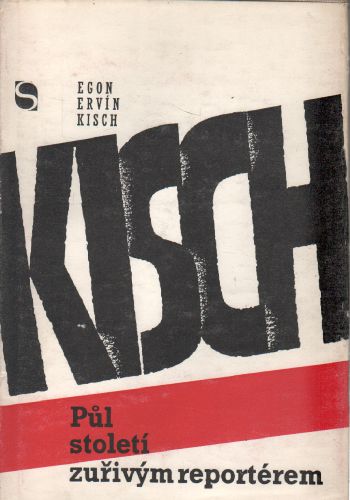 S
EGON
ERVÍN
KISCH
KISCH
Půl
století
zuřivým reportérem